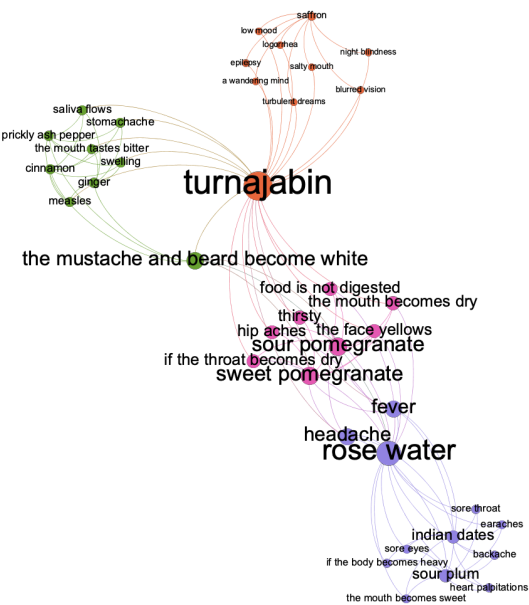 saffron
low mood
logorrhea
night blindness
epilepsy
salty mouth
a wandering mind
blurred vision
turbulent dreams
saliva flows
stomachache
prickly ash pepper
the mouth tastes bitter
swelling
cinnamon
ginger
measles
turnajabin
the mustache and beard become white
food is not digested
the mouth becomes dry
thirsty
hip aches
the face yellows
sour pomegranate
if the throat becomes dry
sweet pomegranate
fever
headache
rose water
sore throat
earaches
indian dates
sore eyes
backache
if the body becomes heavy
sour plum
heart palpitations
the mouth becomes sweet